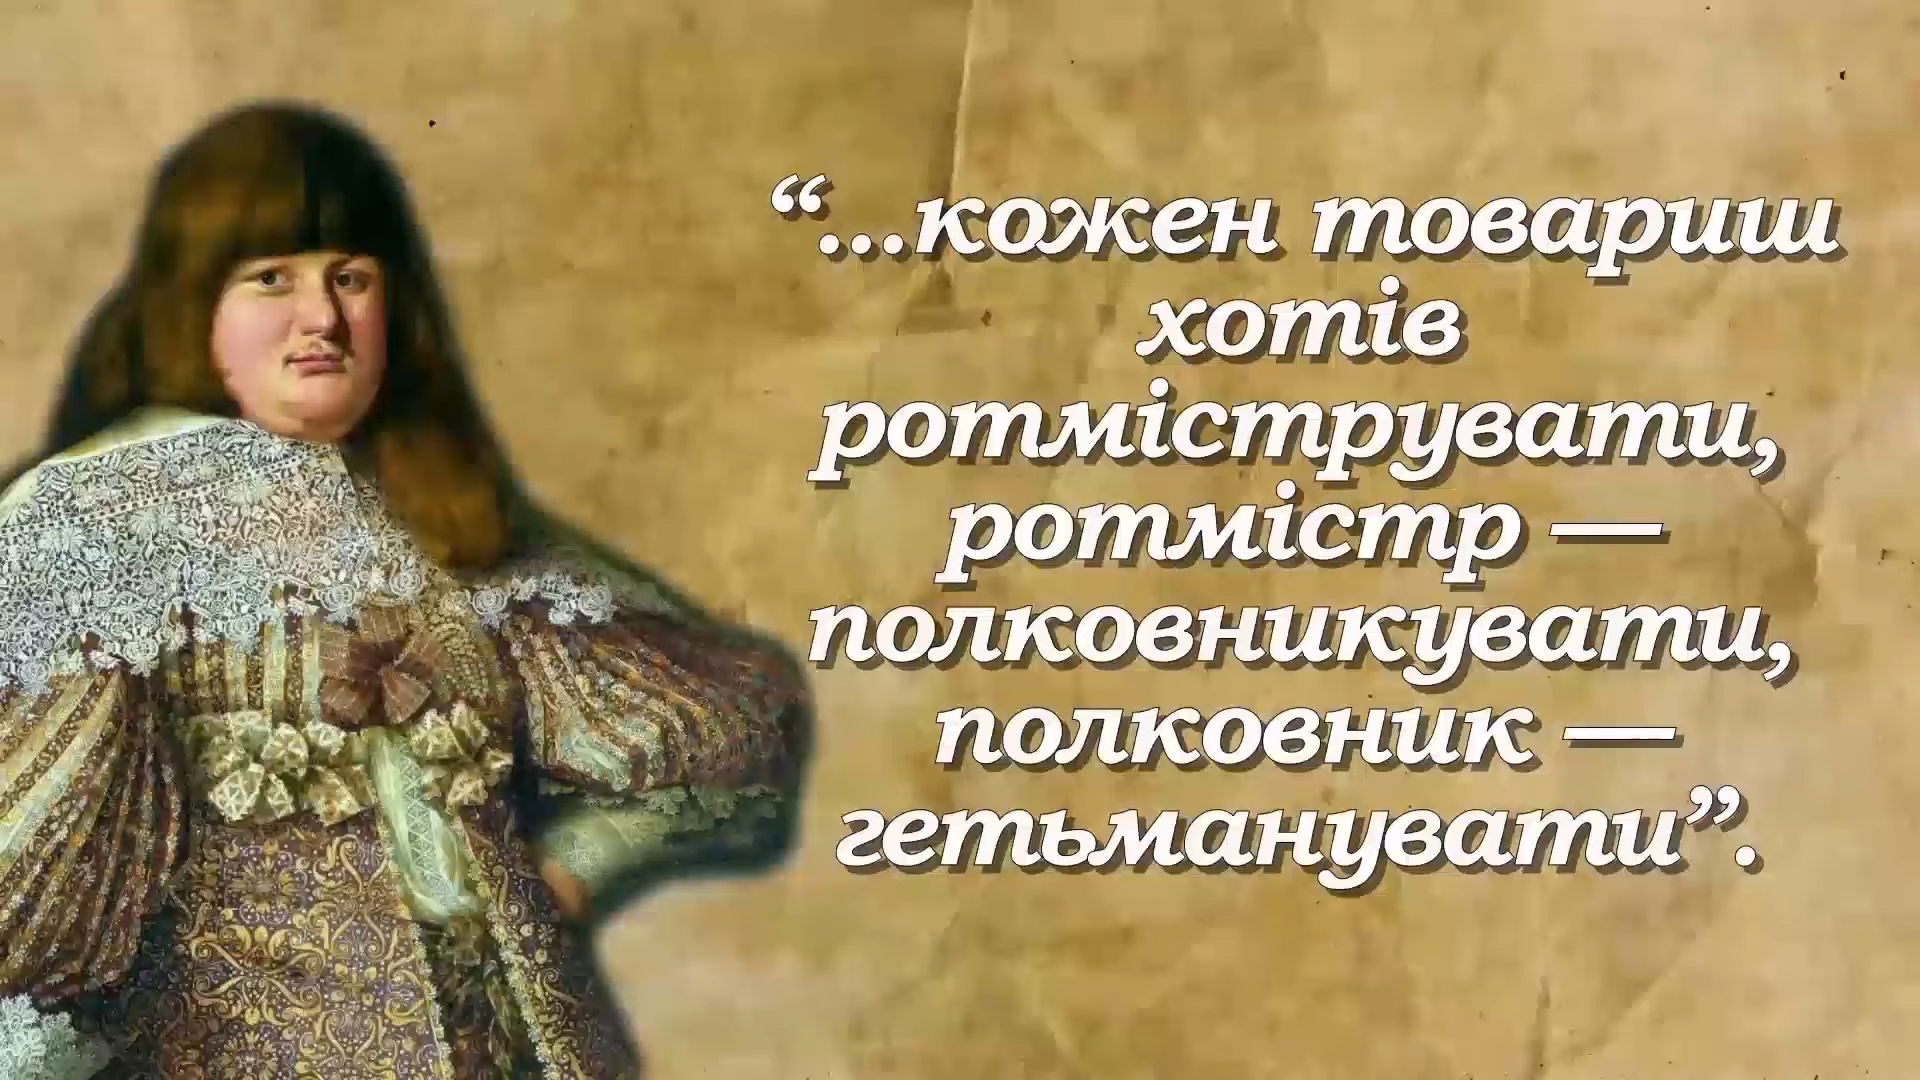 “...кожен товариш
хотів
ротміструвати,
ротмістр —
полковникувати,
полковник —
гетьманувати”.